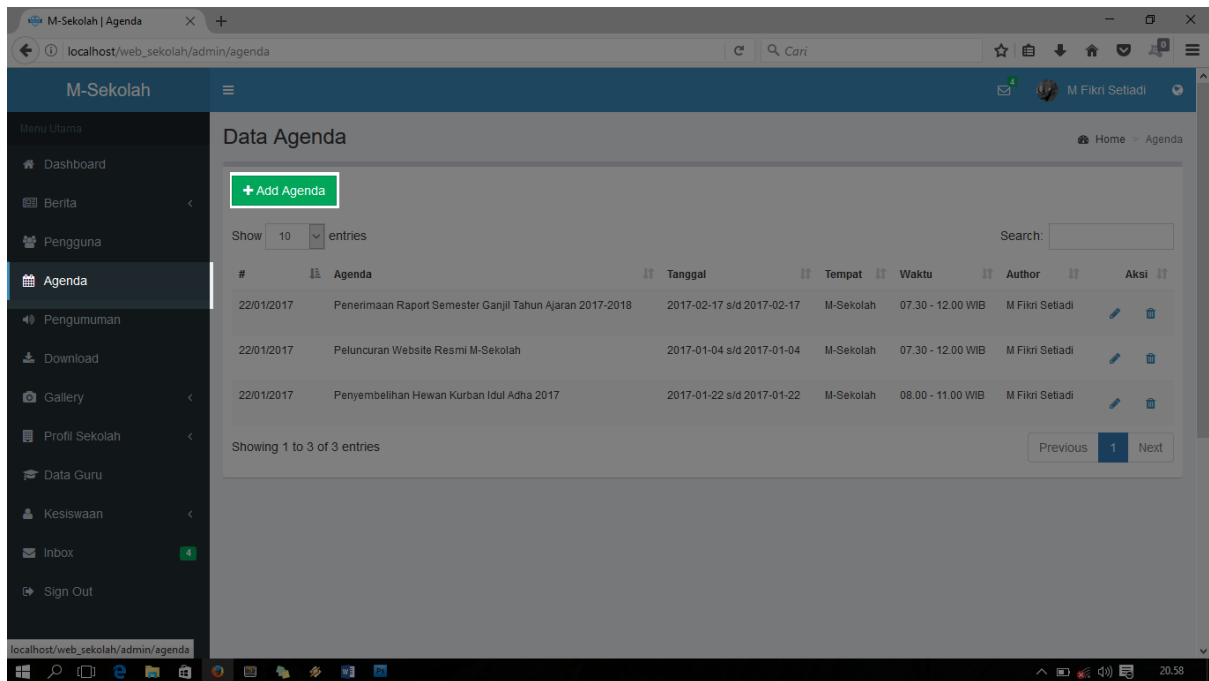 M-Sekolah | Agenda
localhost/web_sekolah/admin/agenda
Cari
0
M-Sekolah
4
M Fikri Setiadi
Menu Utama
Dashboard
Berita
Pengguna
Agenda
Pengumuman
Download
Gallery
Profil Sekolah
Data Guru
Kesiswaan
Inbox 4
Sign Out
Data Agenda
Home > Agenda
Add Agenda
Show 10 entries
Search:
# Agenda Tanggal Tempat Waktu Author Aksi
22/01/2017 Penerimaan Raport Semester Ganjil Tahun Ajaran 2017-2018 2017-02-17 s/d 2017-02-17 M-Sekolah 07.30 - 12.00 WIB M Fikri Setiadi
22/01/2017 Peluncuran Website Resmi M-Sekolah 2017-01-04 s/d 2017-01-04 M-Sekolah 07.30 - 12.00 WIB M Fikri Setiadi
22/01/2017 Penyembelihan Hewan Kurban Idul Adha 2017 2017-01-22 s/d 2017-01-22 M-Sekolah 08.00 - 11.00 WIB M Fikri Setiadi
Showing 1 to 3 of 3 entries
Previous 1 Next
localhost/web_sekolah/admin/agenda
20.58